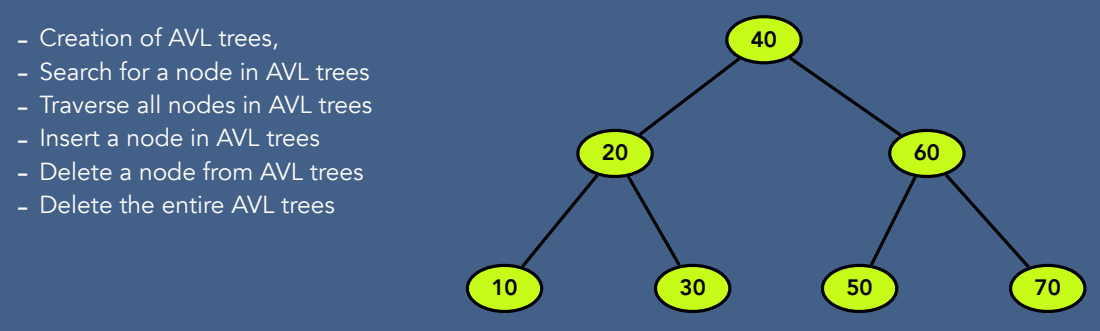 - Creation of AVL trees,
- Search for a node in AVL trees
- Traverse all nodes in AVL trees
- Insert a node in AVL trees
- Delete a node from AVL trees
- Delete the entire AVL trees
40
20
60
10
30
50
70